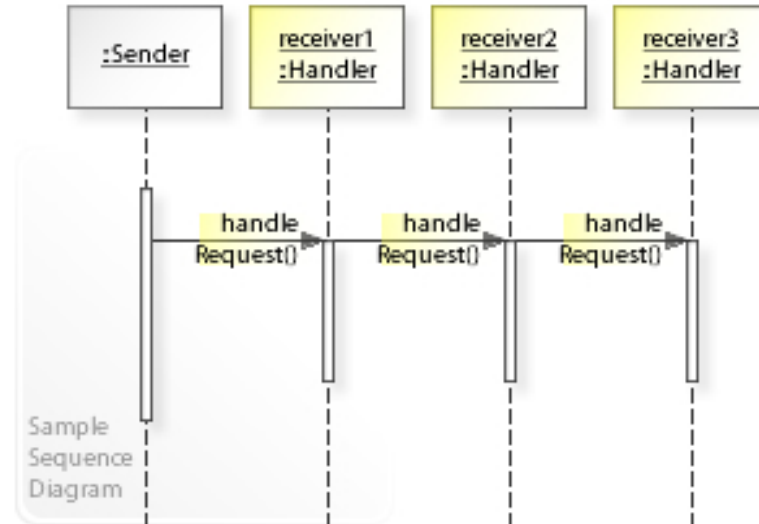 :Sender
receiver1
:Handler
receiver2
:Handler
receiver3
:Handler
handle
Request()
handle
Request()
handle
Request()
Sample
Sequence
Diagram